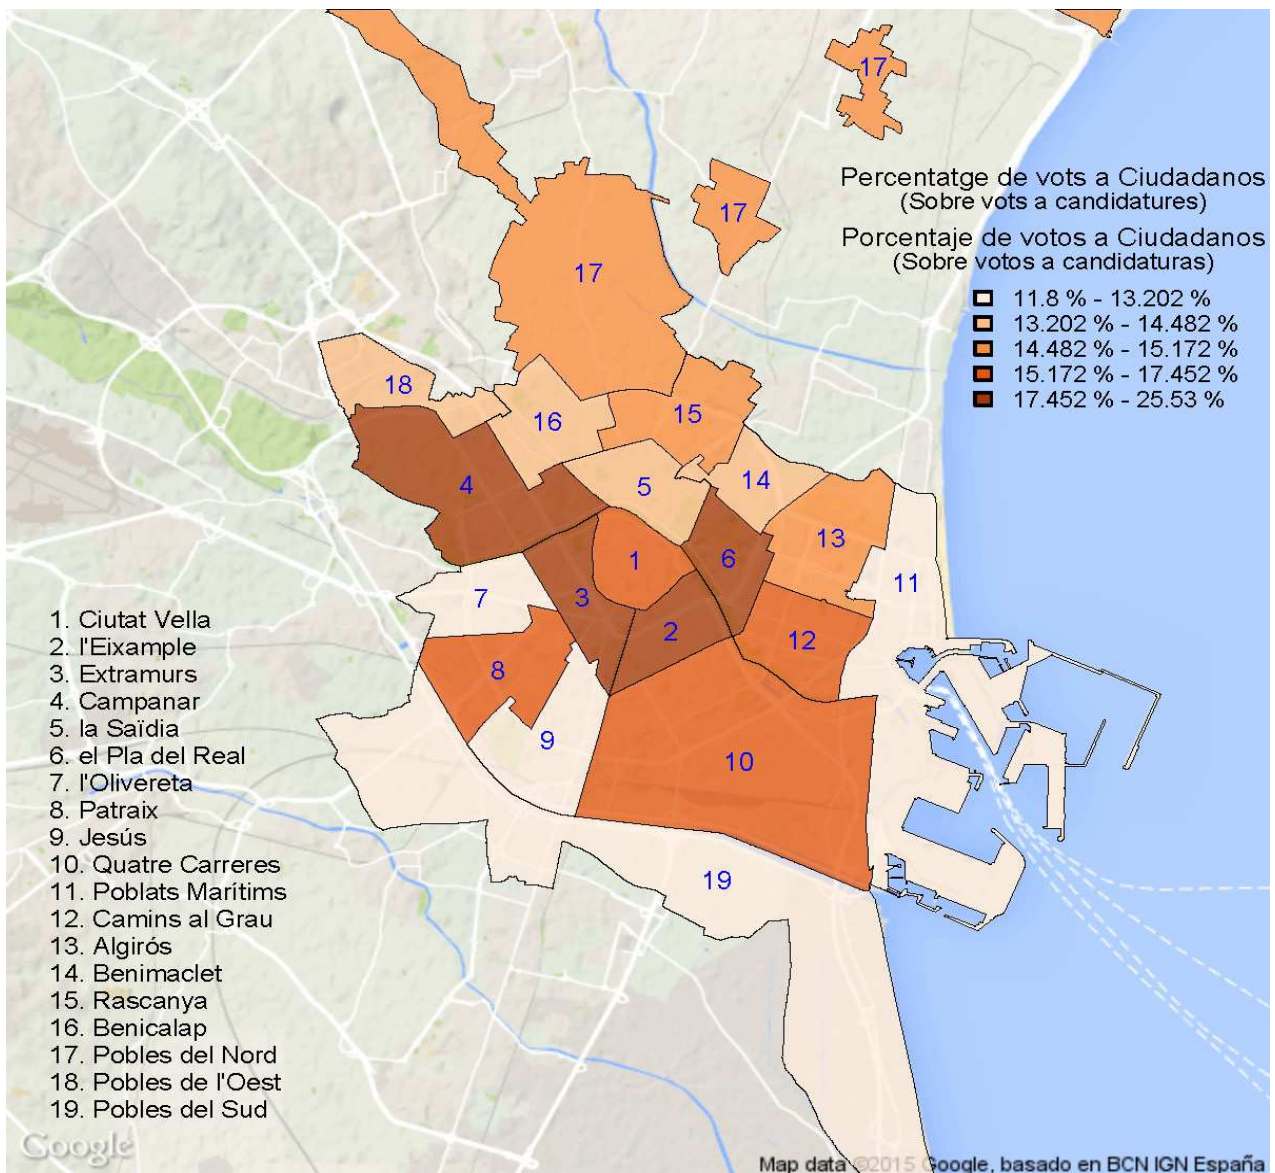 17
17
17
Percentatge de vots a Ciudadanos
(Sobre vots a candidatures)
Porcentaje de votos a Ciudadanos
(Sobre votos a candidaturas)
11.8 % - 13.202 %
13.202 % - 14.482 %
14.482 % - 15.172 %
15.172 % - 17.452 %
17.452 % - 25.53 %
18
16
15
4
5
14
13
1
6
11
7
3
2
12
8
9
10
19
1. Ciutat Vella
2. l'Eixample
3. Extramurs
4. Campanar
5. la Saïdia
6. el Pla del Real
7. l'Olivereta
8. Patraix
9. Jesús
10. Quatre Carreres
11. Poblats Marítims
12. Camins al Grau
13. Algirós
14. Benimaclet
15. Rascanya
16. Benicalap
17. Pobles del Nord
18. Pobles de l'Oest
19. Pobles del Sud
Google
Map data ©2015 Google, basado en BCN IGN España